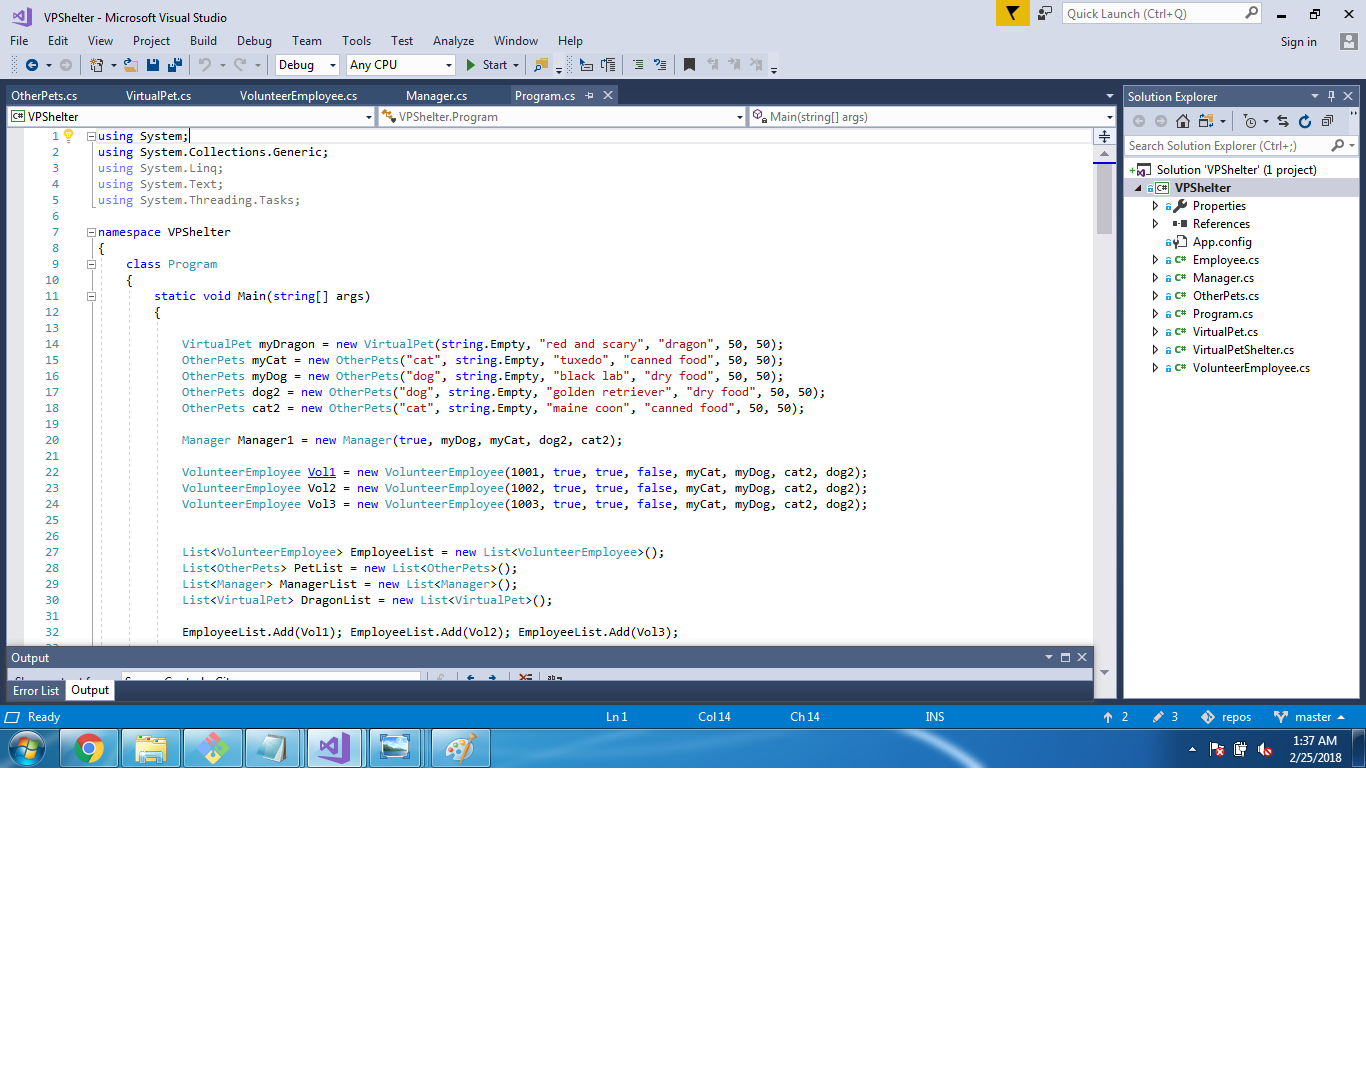 VPShelter - Microsoft Visual Studio
Quick Launch (Ctrl+Q)
File Edit View Project Build Debug Team Tools Test Analyze Window Help
Sign in
Debug Any CPU Start
OtherPets.cs VirtualPet.cs VolunteerEmployee.cs Manager.cs Program.cs
VPShelter VPShelter.Program Main(string[] args)
1 using System;
2 using System.Collections.Generic;
3 using System.Linq;
4 using System.Text;
5 using System.Threading.Tasks;
6
7 namespace VPShelter
8 {
9 class Program
10 {
11 static void Main(string[] args)
12 {
13
14 VirtualPet myDragon = new VirtualPet(string.Empty, "red and scary", "dragon", 50, 50);
15 OtherPets myCat = new OtherPets("cat", string.Empty, "tuxedo", "canned food", 50, 50);
16 OtherPets myDog = new OtherPets("dog", string.Empty, "black lab", "dry food", 50, 50);
17 OtherPets dog2 = new OtherPets("dog", string.Empty, "golden retriever", "dry food", 50, 50);
18 OtherPets cat2 = new OtherPets("cat", string.Empty, "maine coon", "canned food", 50, 50);
19
20 Manager Manager1 = new Manager(true, myDog, myCat, dog2, cat2);
21
22 VolunteerEmployee Vol1 = new VolunteerEmployee(1001, true, true, false, myCat, myDog, cat2, dog2);
23 VolunteerEmployee Vol2 = new VolunteerEmployee(1002, true, true, false, myCat, myDog, cat2, dog2);
24 VolunteerEmployee Vol3 = new VolunteerEmployee(1003, true, true, false, myCat, myDog, cat2, dog2);
25
26
27 List<VolunteerEmployee> EmployeeList = new List<VolunteerEmployee>();
28 List<OtherPets> PetList = new List<OtherPets>();
29 List<Manager> ManagerList = new List<Manager>();
30 List<VirtualPet> DragonList = new List<VirtualPet>();
31
32 EmployeeList.Add(Vol1); EmployeeList.Add(Vol2); EmployeeList.Add(Vol3);
Output
Error List Output
Solution Explorer
Search Solution Explorer (Ctrl+;)
Solution 'VPShelter' (1 project)
C# VPShelter
Properties
References
App.config
C# Employee.cs
C# Manager.cs
C# OtherPets.cs
C# Program.cs
C# VirtualPet.cs
C# VirtualPetShelter.cs
C# VolunteerEmployee.cs
Ready Ln 1 Col 14 Ch 14 INS 2 3 repos master
1:37 AM
2/25/2018